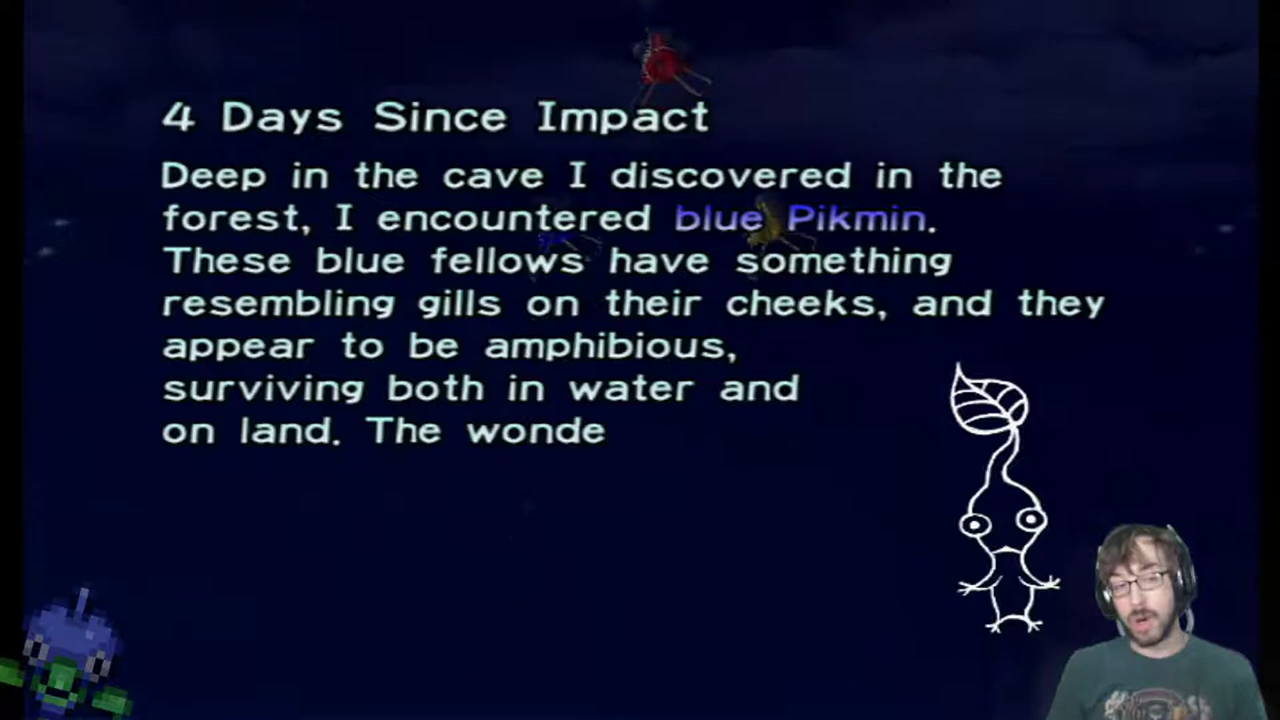 4 Days Since Impact
Deep in the cave I discovered in the
forest, I encountered blue Pikmin.
These blue fellows have something
resembling gills on their cheeks, and they
appear to be amphibious,
surviving both in water and
on land. The wonde